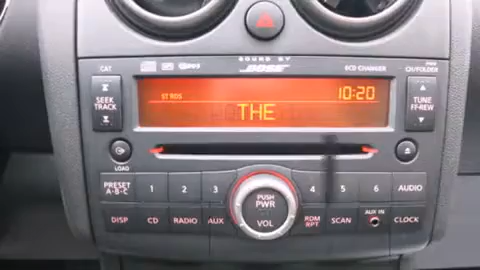 SOUND BY
BOSE
CAT
6CD CHANGER
CH/FOLDER
SEEK
TRACK
ST RDS
10:20
THE
TUNE
FF·REW
LOAD
PRESET
A·B·C
1
2
3
PUSH
PWR
VOL
4
5
6
AUDIO
DISP
CD
RADIO
AUX
RDM
RPT
SCAN
AUX IN
CLOCK